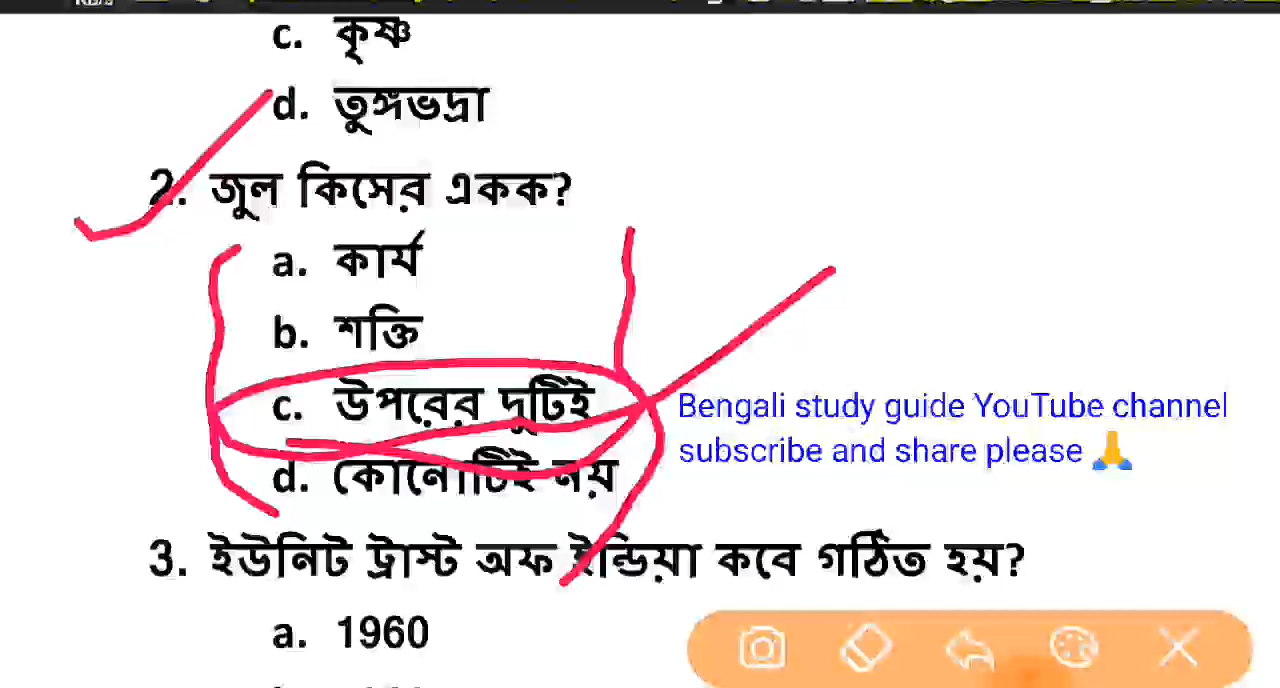 c. কৃষ্ণ
d. তুঙ্গভদ্রা
2. জুল কিসের একক?
a. কার্য
b. শক্তি
c. উপরের দুটিই
Bengali study guide YouTube channel
subscribe and share please 🙏
d. কোনোটিই নয়
3. ইউনিট ট্রাস্ট অফ ইন্ডিয়া কবে গঠিত হয়?
a. 1960